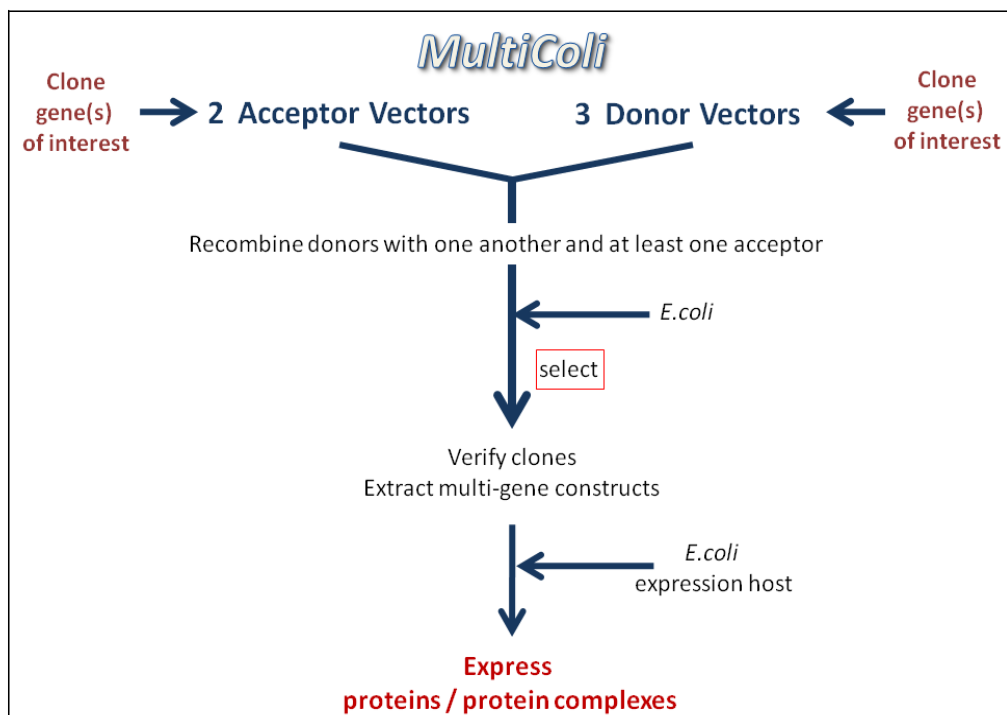 MultiColi
Clone
gene(s)
of interest
2 Acceptor Vectors
3 Donor Vectors
Clone
gene(s)
of interest
Recombine donors with one another and at least one acceptor
E.coli
select
Verify clones
Extract multi-gene constructs
E.coli
expression host
Express
proteins / protein complexes